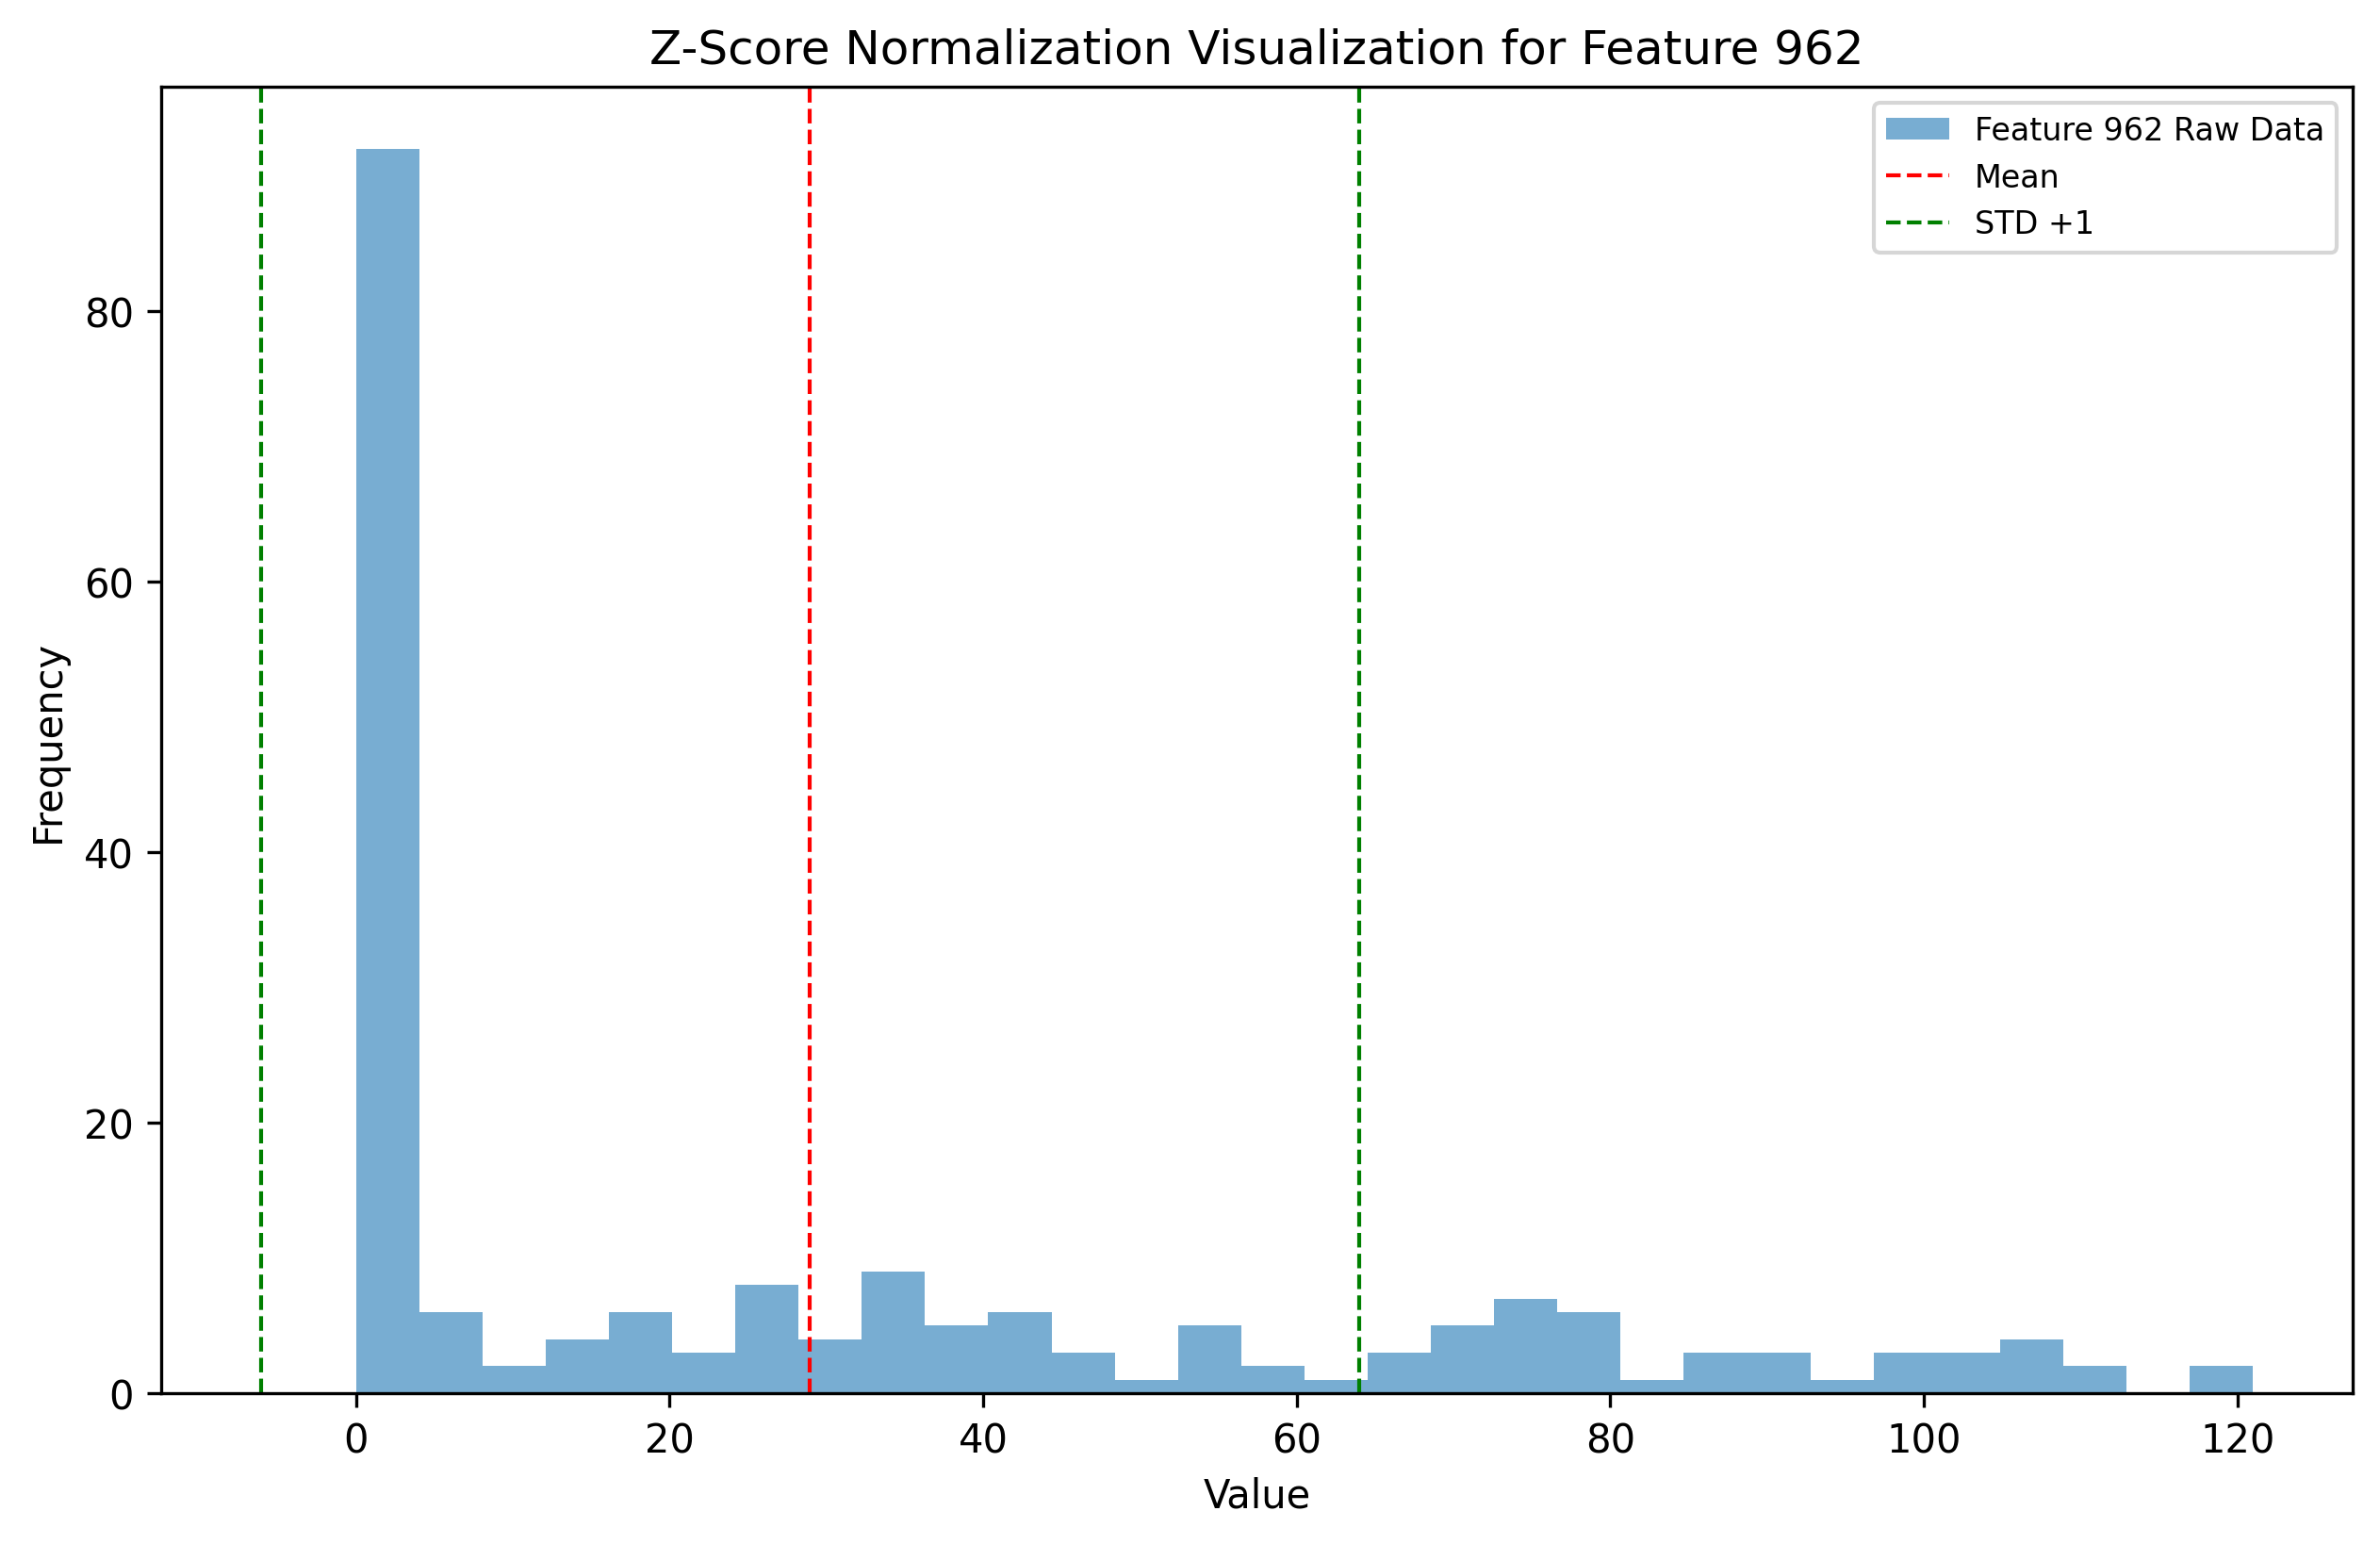 Z-Score Normalization Visualization for Feature 962
Feature 962 Raw Data
Mean
STD +1
80
60
40
20
0
Frequency
0 20 40 60 80 100 120
Value